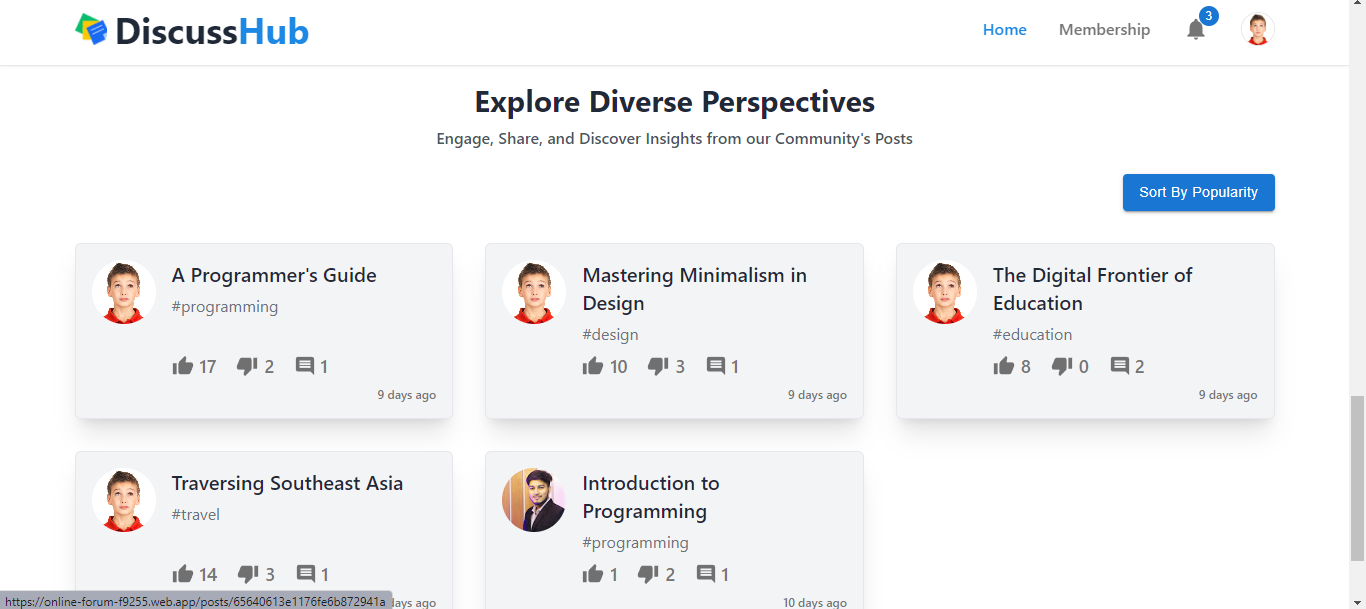 DiscussHub
Home
Membership
3
Explore Diverse Perspectives
Engage, Share, and Discover Insights from our Community's Posts
Sort By Popularity
A Programmer's Guide
#programming
17 2 1
9 days ago
Mastering Minimalism in
Design
#design
10 3 1
9 days ago
The Digital Frontier of
Education
#education
8 0 2
9 days ago
Traversing Southeast Asia
#travel
14 3 1
days ago
Introduction to
Programming
#programming
1 2 1
10 days ago
https://online-forum-f9255.web.app/posts/65640613e1176fe6b872941a